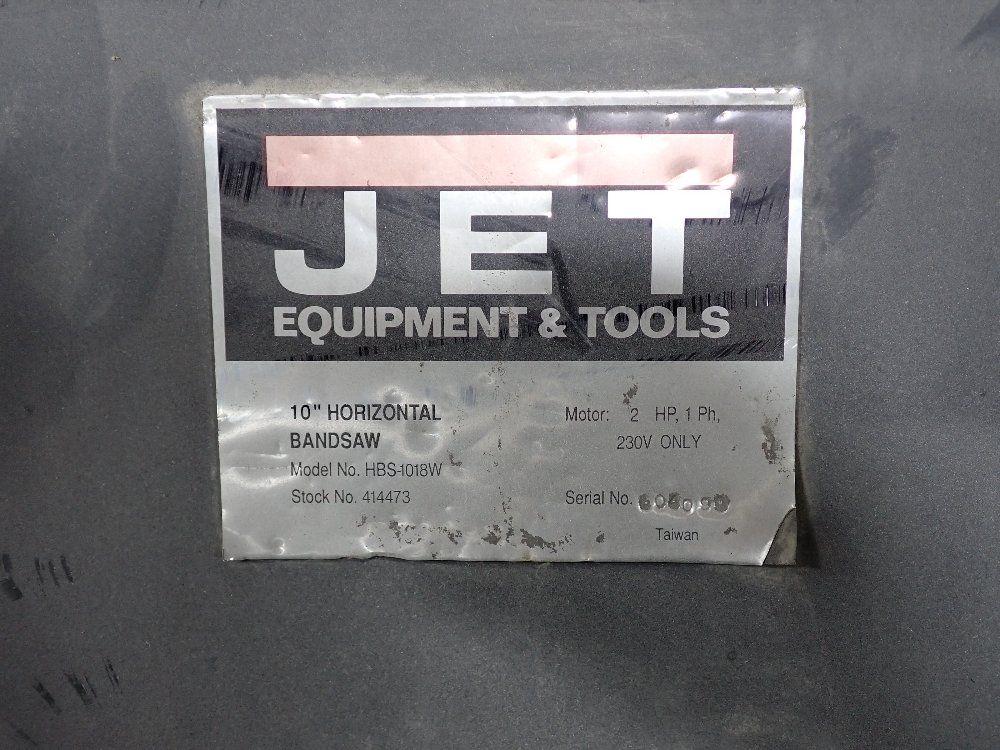 JET
EQUIPMENT & TOOLS
10" HORIZONTAL
BANDSAW
Model No. HBS-1018W
Stock No. 414473
Motor: 2 HP, 1 Ph,
230V ONLY
Serial No.
Taiwan